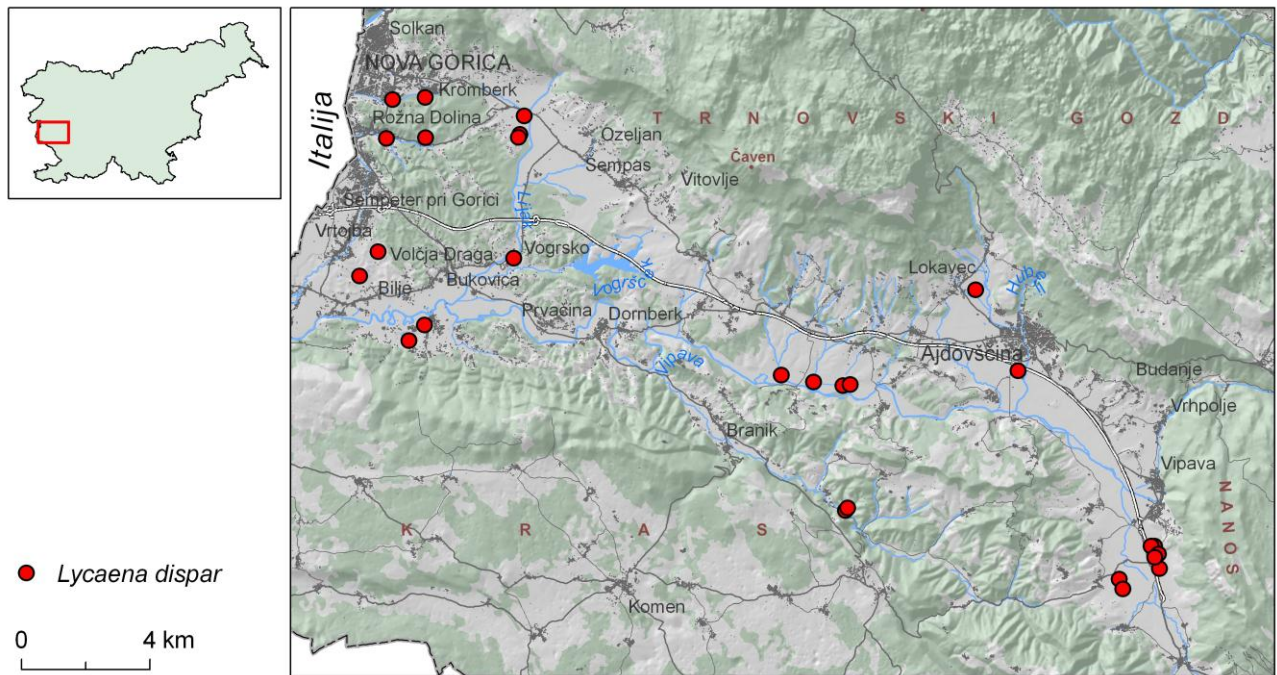 Solkan
NOVA GORICA
Kromberk
Rožna Dolina
Italija
T R N O V S K I G O Z D
Ozeljan
Čaven
Šempas
Vitovlje
Šempeter pri Gorici
Lijak
Vrtojba
Volčja Draga
Vogrsko
Lokavec
Hubelj
Bilje
Bukovica
Vogršček
Prvačina
Dornberk
Ajdovščina
Vipava
Budanje
Vrhpolje
Branik
Vipava
N A N O S
K R A S
Lycaena dispar
Komen
0 4 km